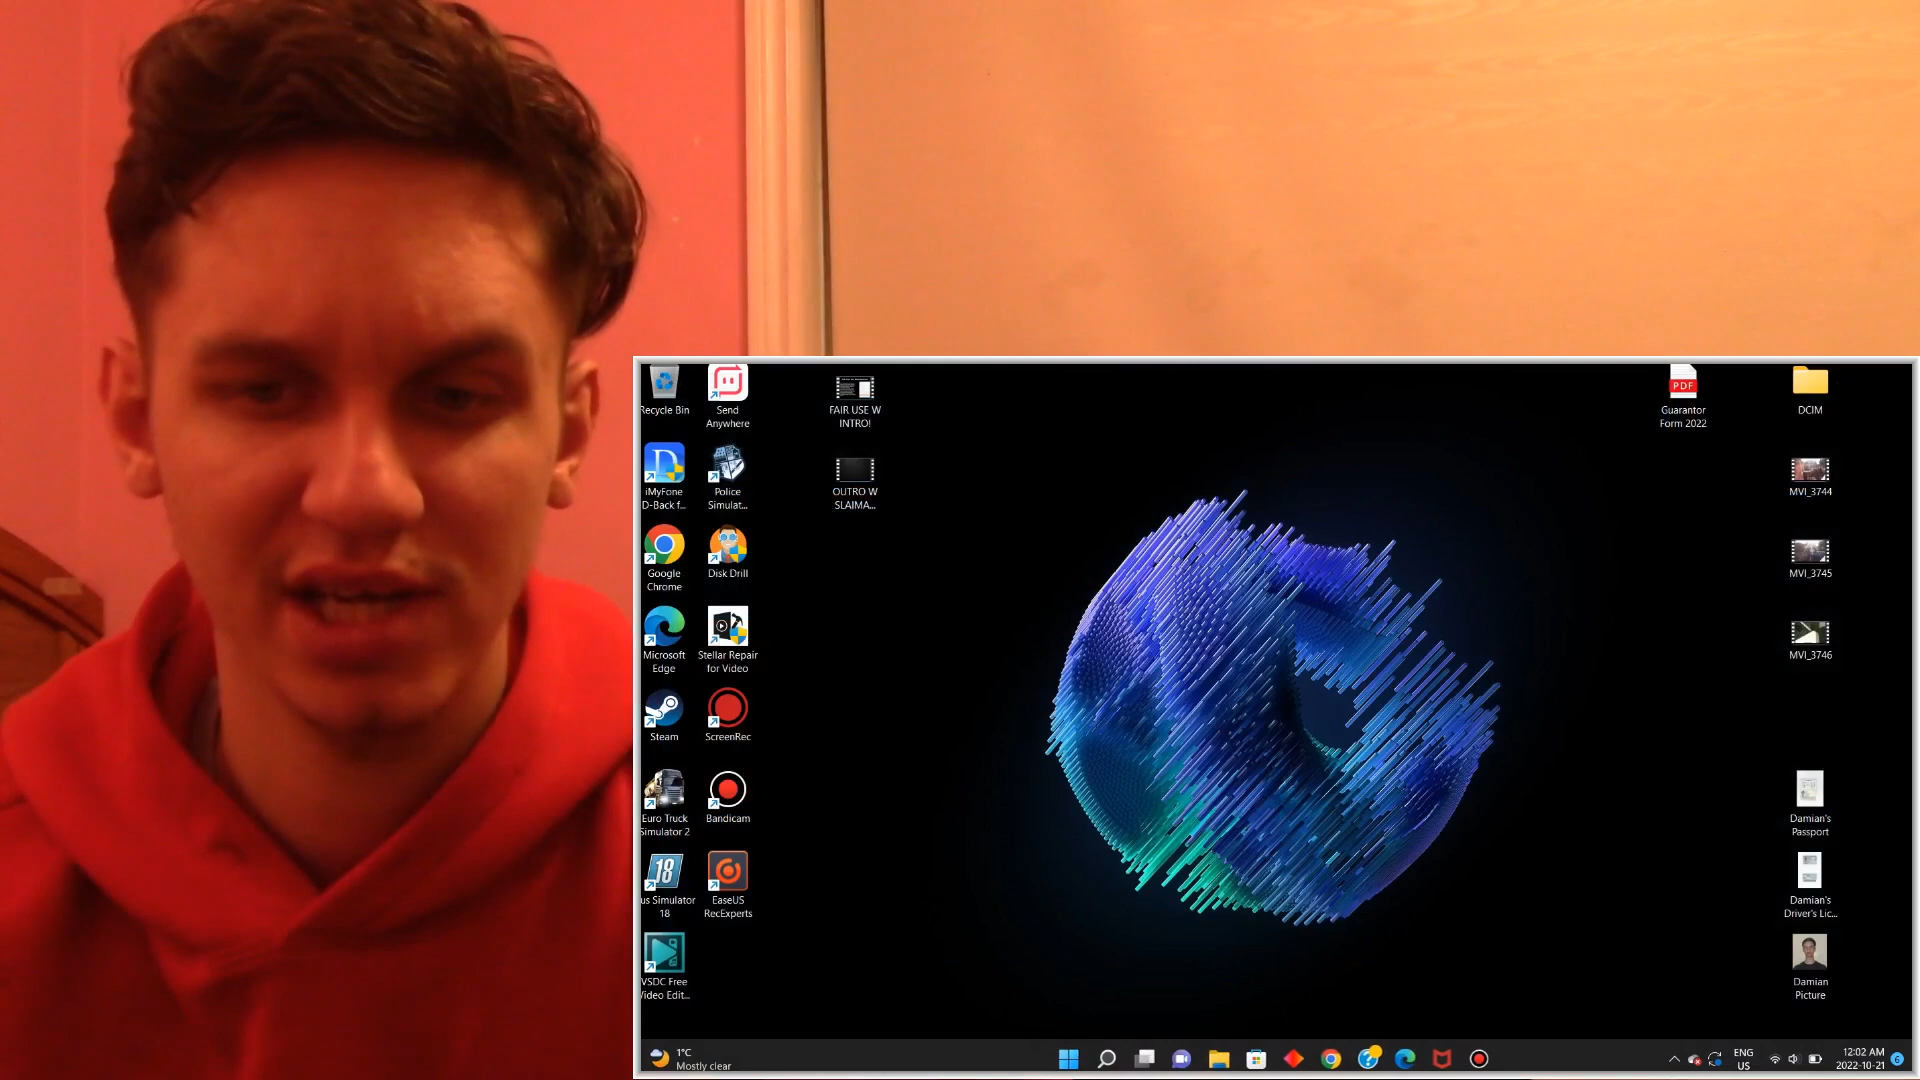 Recycle Bin
Send
Anywhere
FAIR USE W
INTRO!
Guarantor
Form 2022
PDF
DCIM
iMyFone
D-Back f...
Police
Simulat...
OUTRO W
SLAIMA...
MVI_3744
Google
Chrome
Disk Drill
MVI_3745
Microsoft
Edge
Stellar Repair
for Video
MVI_3746
Steam
ScreenRec
Euro Truck
Simulator 2
Bandicam
Damian's
Passport
18
us Simulator
18
EaseUS
RecExperts
Damian's
Driver's Lic...
VSDC Free
Video Edit...
Damian
Picture
1°C
Mostly clear
ENG
US
12:02 AM
2022-10-21
6